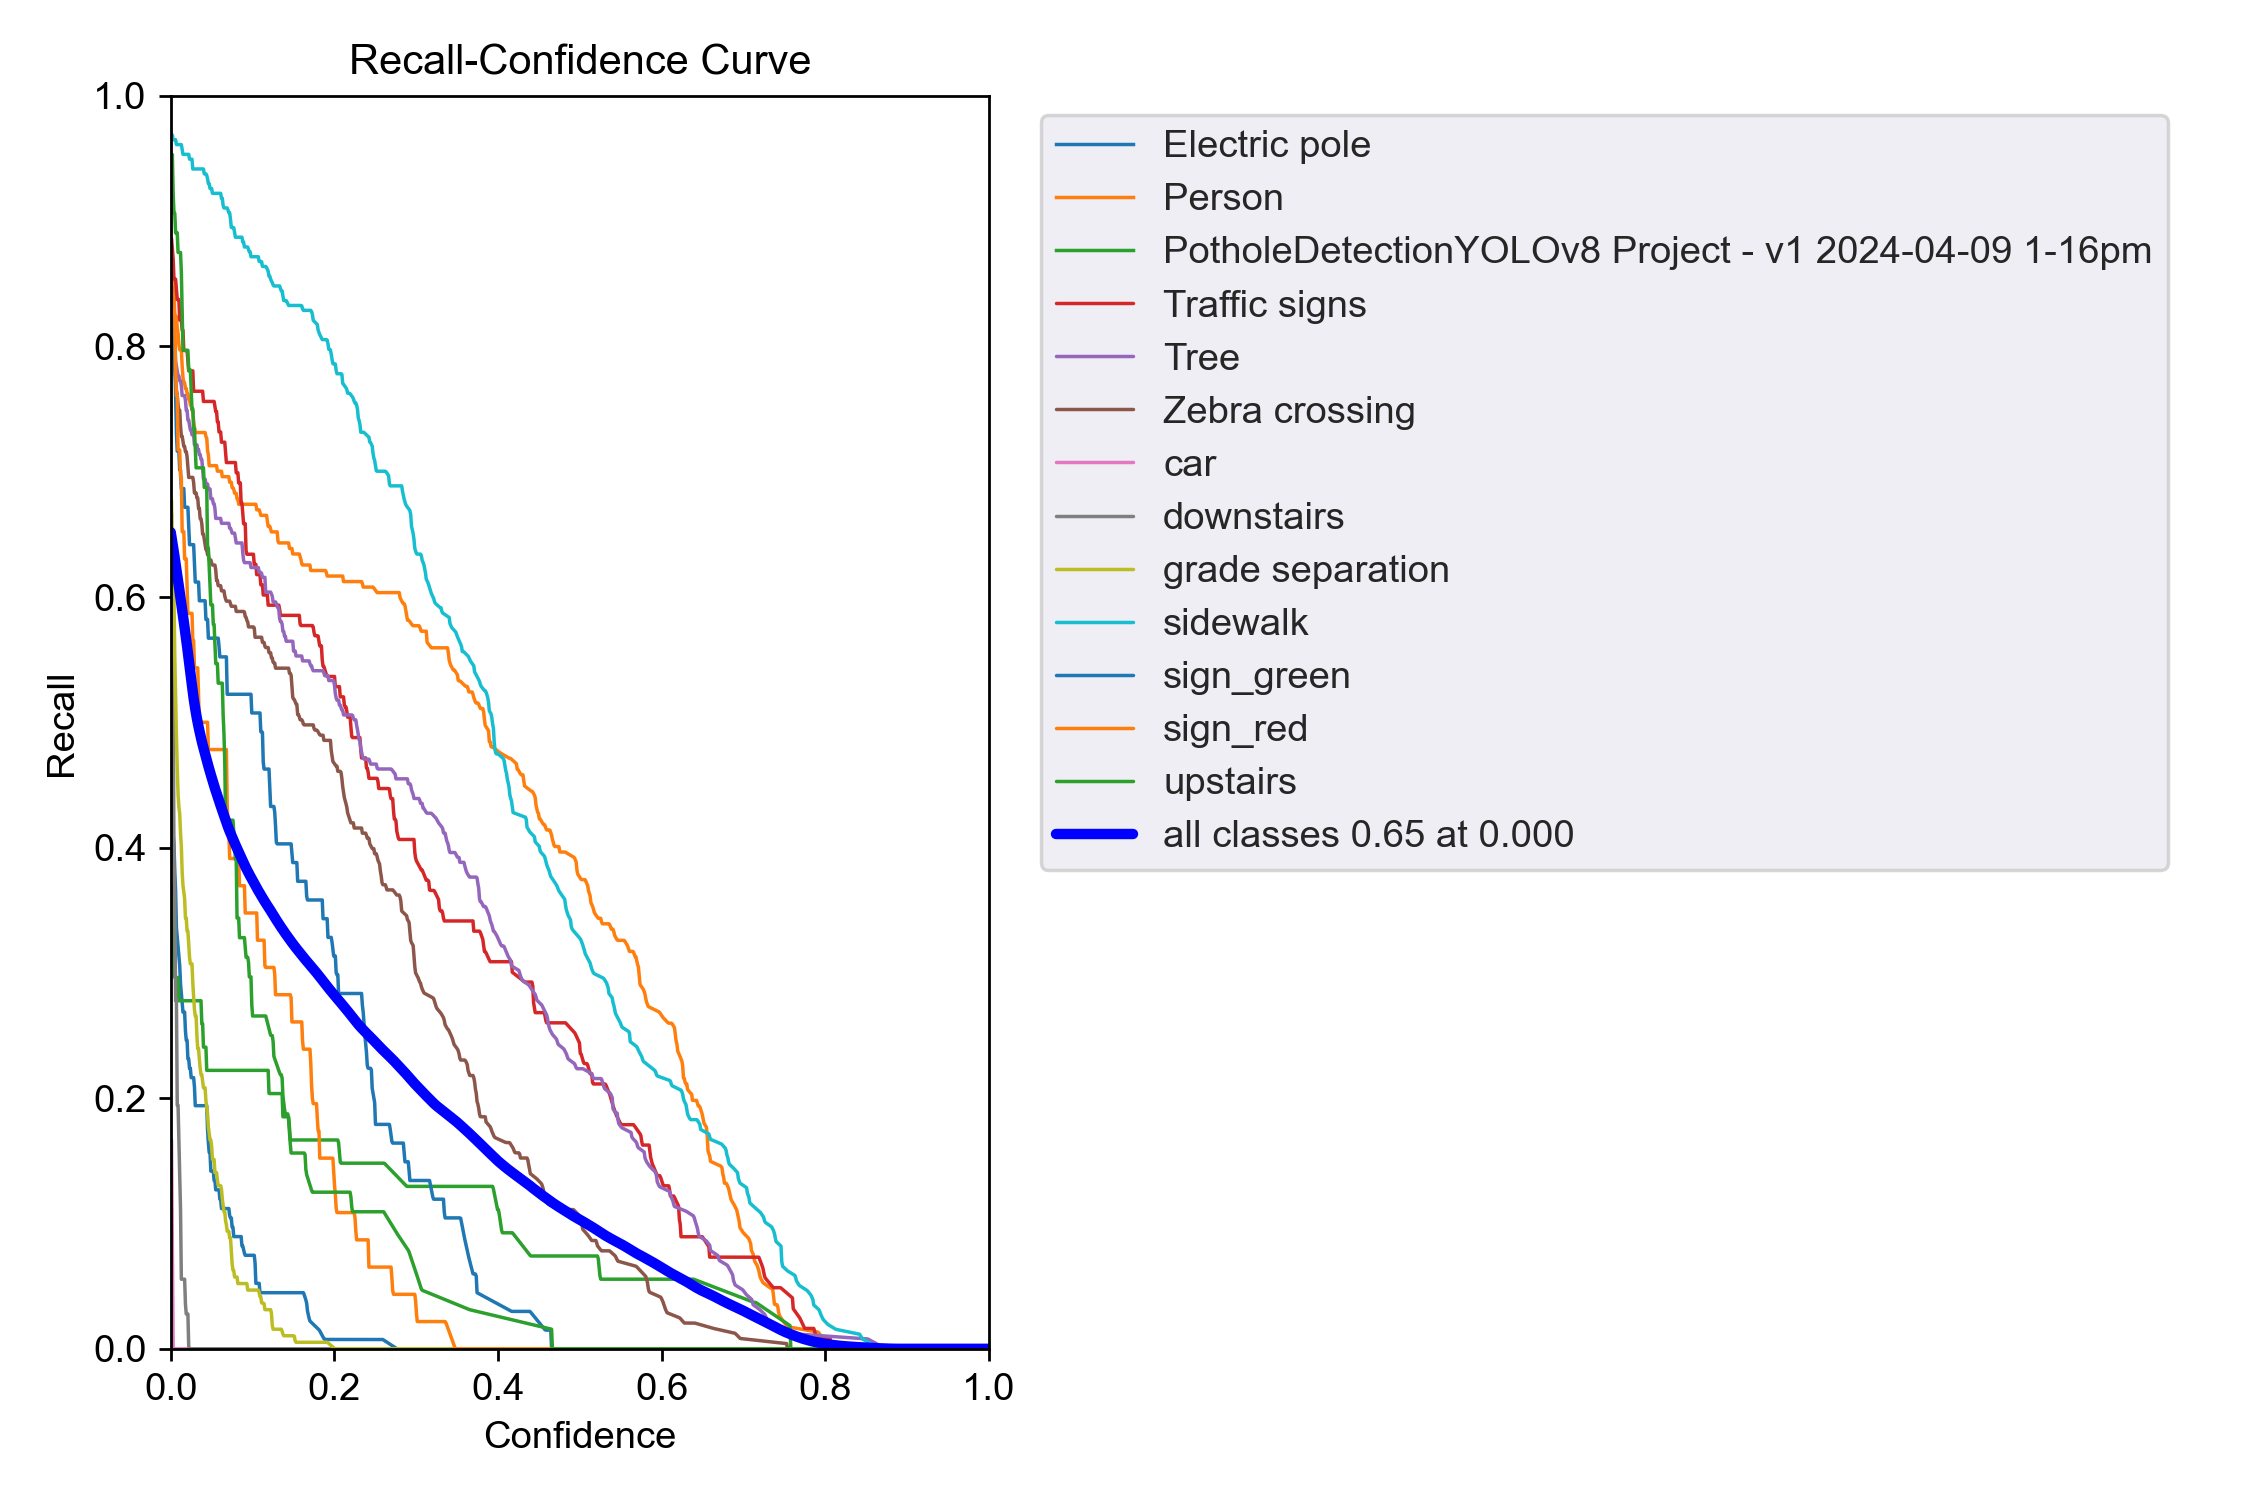 Recall-Confidence Curve
1.0
0.8
0.6
0.4
0.2
0.0
Recall
0.0 0.2 0.4 0.6 0.8 1.0
Confidence
Electric pole
Person
PotholeDetectionYOLOv8 Project - v1 2024-04-09 1-16pm
Traffic signs
Tree
Zebra crossing
car
downstairs
grade separation
sidewalk
sign_green
sign_red
upstairs
all classes 0.65 at 0.000